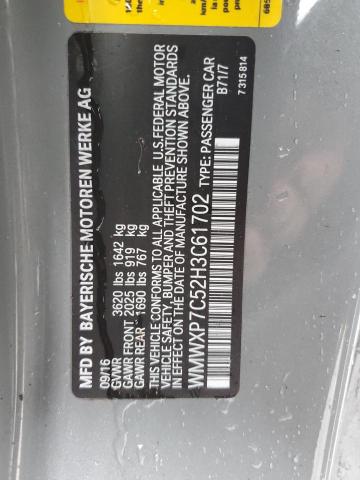 MFD BY BAYERISCHE MOTOREN WERKE AG
09/16
GVWR 3620 lbs 1642 kg
GAWR FRONT 2025 lbs 919 kg
GAWR REAR 1090 lbs 767 kg
THIS VEHICLE CONFORMS TO ALL APPLICABLE U.S. FEDERAL MOTOR
VEHICLE SAFETY, BUMPER AND THEFT PREVENTION STANDARDS
IN EFFECT ON THE DATE OF MANUFACTURE SHOWN ABOVE.
WMWXP7C52H3C61702 TYPE: PASSENGER CAR
B71/7
7 315 814